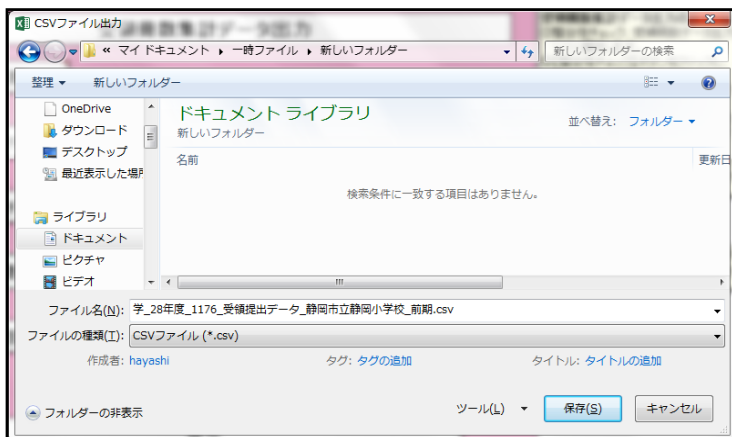 CSVファイル出力
« マイ ドキュメント ▸ 一時ファイル ▸ 新しいフォルダー
新しいフォルダーの検索
整理 ▼ 新しいフォルダー
OneDrive
ダウンロード
デスクトップ
最近表示した場所
ライブラリ
ドキュメント
ピクチャ
ビデオ
ドキュメント ライブラリ
新しいフォルダー
並べ替え: フォルダー ▼
名前 更新日
検索条件に一致する項目はありません。
ファイル名(N): 学_28年度_1176_受領提出データ_静岡市立静岡小学校_前期.csv
ファイルの種類(T): CSVファイル (*.csv)
作成者: hayashi タグ: タグの追加 タイトル: タイトルの追加
フォルダーの非表示 ツール(L) ▼ 保存(S) キャンセル